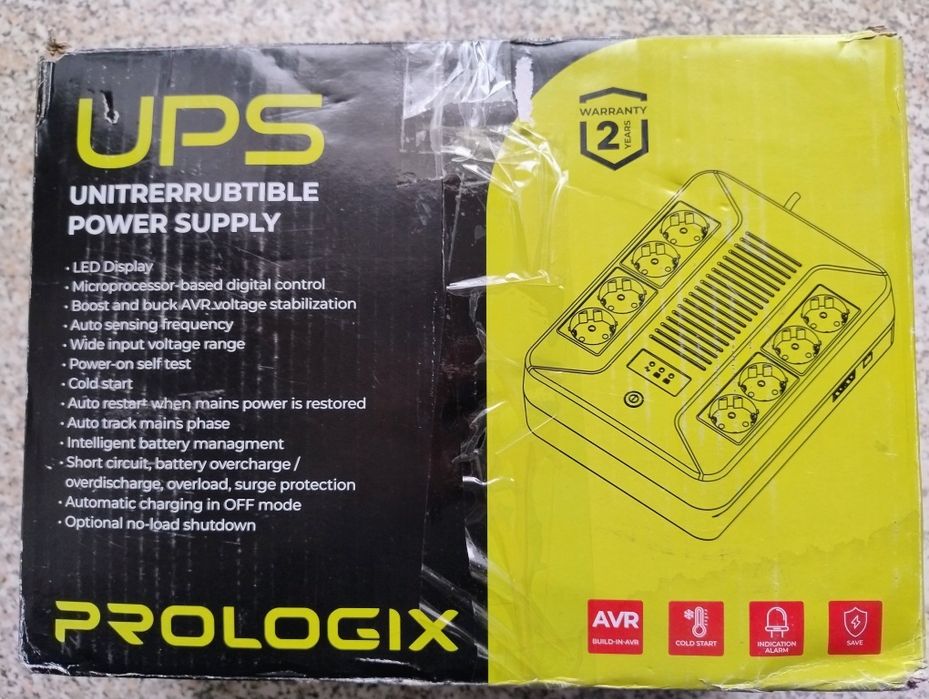 UPS
UNITRERRUBTIBLE
POWER SUPPLY
• LED Display
• Microprocessor-based digital control
• Boost and buck AVR voltage stabilization
• Auto sensing frequency
• Wide input voltage range
• Power-on self test
• Cold start
• Auto restart when mains power is restored
• Auto track mains phase
• Intelligent battery managment
• Short circuit, battery overcharge /
overdischarge, overload, surge protection
• Automatic charging in OFF mode
• Optional no-load shutdown
PROLOGIX
WARRANTY
2 YEARS
AVR
BUILD-IN-AVR
COLD START
INDICATION
ALARM
SAVE